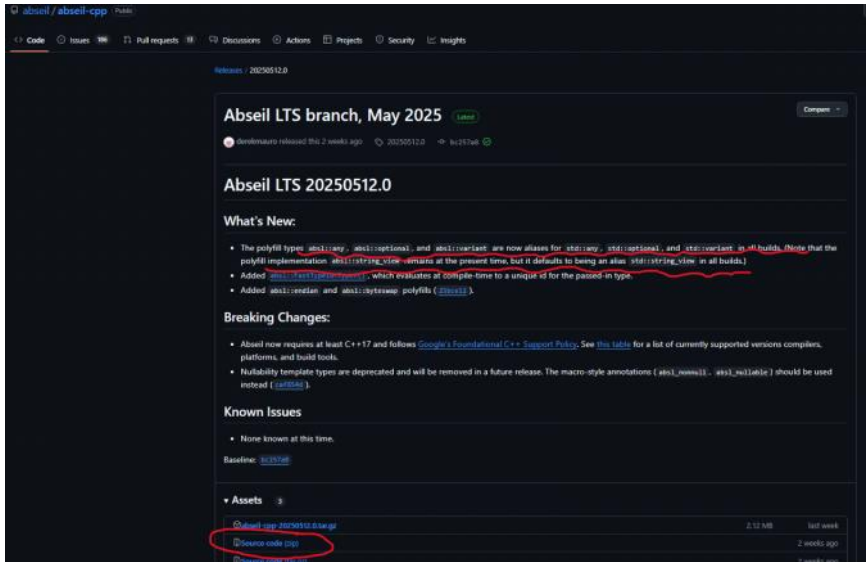 abseil / abseil-cpp Public
Code Issues 186 Pull requests 11 Discussions Actions Projects Security Insights
Releases / 20250512.0
Abseil LTS branch, May 2025 Latest
Compare
derekmauro released this 2 weeks ago 20250512.0 bc257a8
Abseil LTS 20250512.0
What's New:
The polyfill types absl::any, absl::optional, and absl::variant are now aliases for std::any, std::optional, and std::variant in all builds. (Note that the
polyfill implementation absl::string_view remains at the present time, but it defaults to being an alias std::string_view in all builds.)
Added , which evaluates at compile-time to a unique id for the passed-in type.
Added absl::endian and absl::byteswap polyfills ( ).
Breaking Changes:
Abseil now requires at least C++17 and follows Google's Foundational C++ Support Policy. See this table for a list of currently supported versions compilers,
platforms, and build tools.
Nullability template types are deprecated and will be removed in a future release. The macro-style annotations ( absl_nonnull, absl_nullable ) should be used
instead ( ).
Known Issues
None known at this time.
Baseline: bc257a8
Assets 3
abseil-cpp-20250512.0.tar.gz 2.12 MB last week
Source code (zip) 2 weeks ago